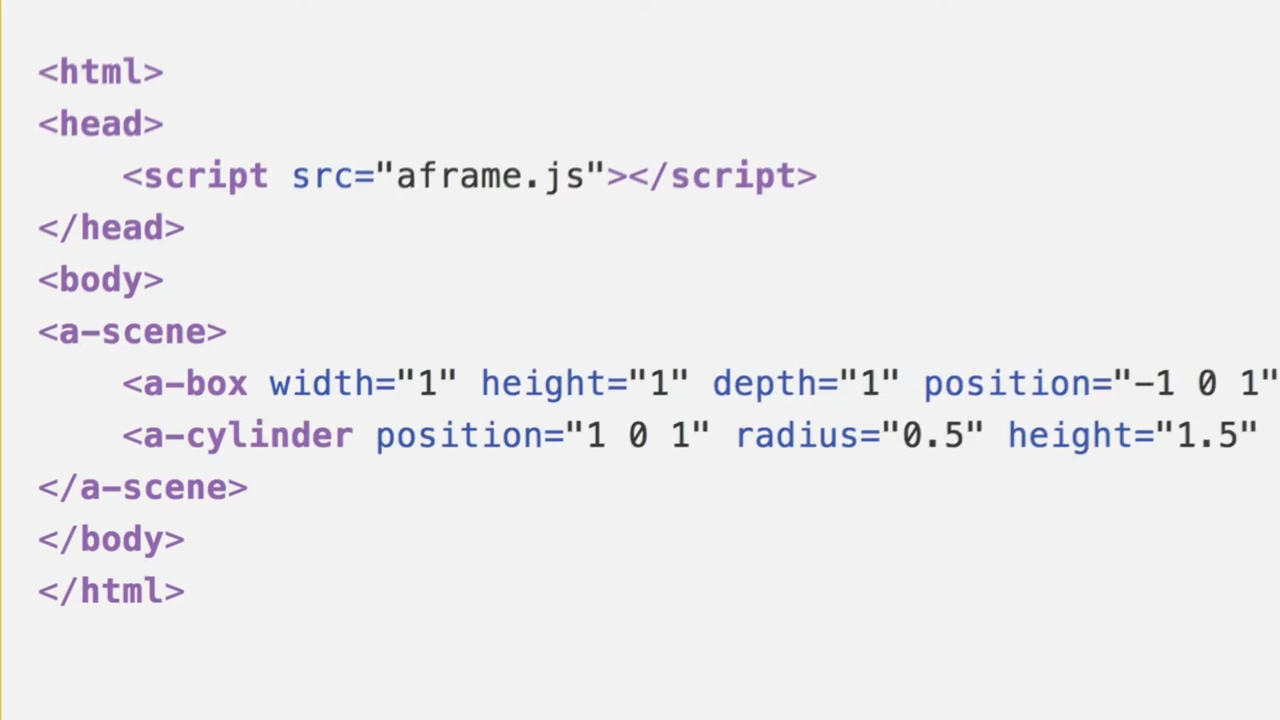 <html>
<head>
    <script src="aframe.js"></script>
</head>
<body>
<a-scene>
    <a-box width="1" height="1" depth="1" position="-1 0 1"
    <a-cylinder position="1 0 1" radius="0.5" height="1.5"
</a-scene>
</body>
</html>